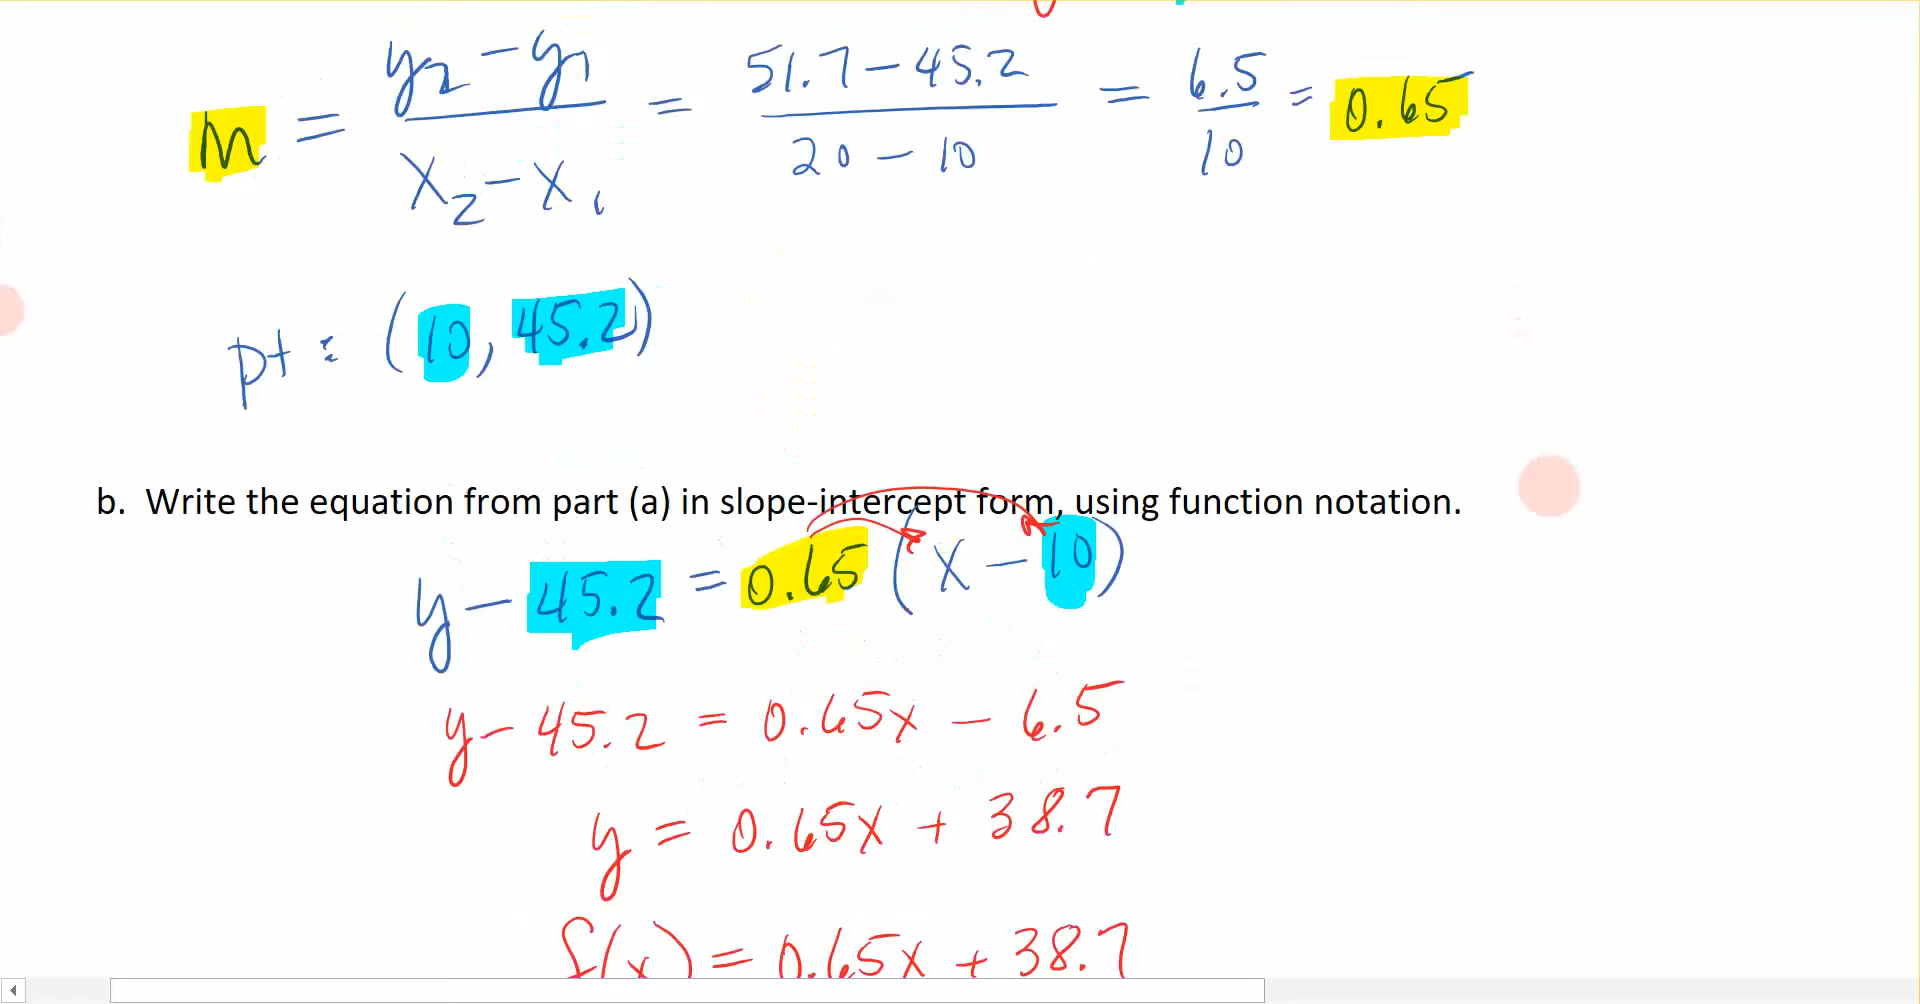 m = y2 - y1 / x2 - x1 = 51.7 - 45.2 / 20 - 10 = 6.5 / 10 = 0.65
pt: (10, 45.2)
b. Write the equation from part (a) in slope-intercept form, using function notation.
y - 45.2 = 0.65 (x - 10)
y - 45.2 = 0.65x - 6.5
y = 0.65x + 38.7
f(x) = 0.65x + 38.7